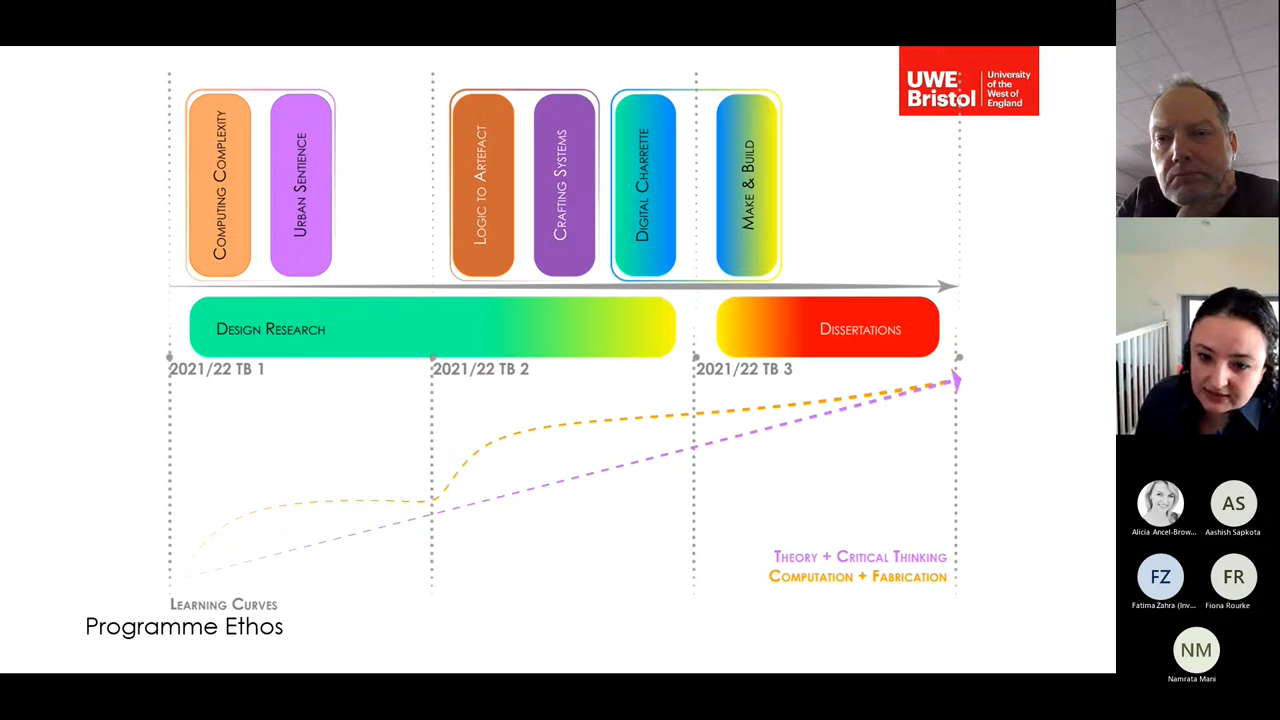 UWE
Bristol
University
of the
West of
England
Computing Complexity
Urban Sentience
Logic to Artefact
Crafting Systems
Digital Charrette
Make & Build
Design Research
Dissertations
2021/22 TB 1
2021/22 TB 2
2021/22 TB 3
Theory + Critical Thinking
Computation + Fabrication
Learning Curves
Programme Ethos
AS
Alicia Ancel-Brow...
Aashish Sapkota
FZ
FR
Fatima Zahra (Inv...
Fiona Rourke
NM
Namrata Mani